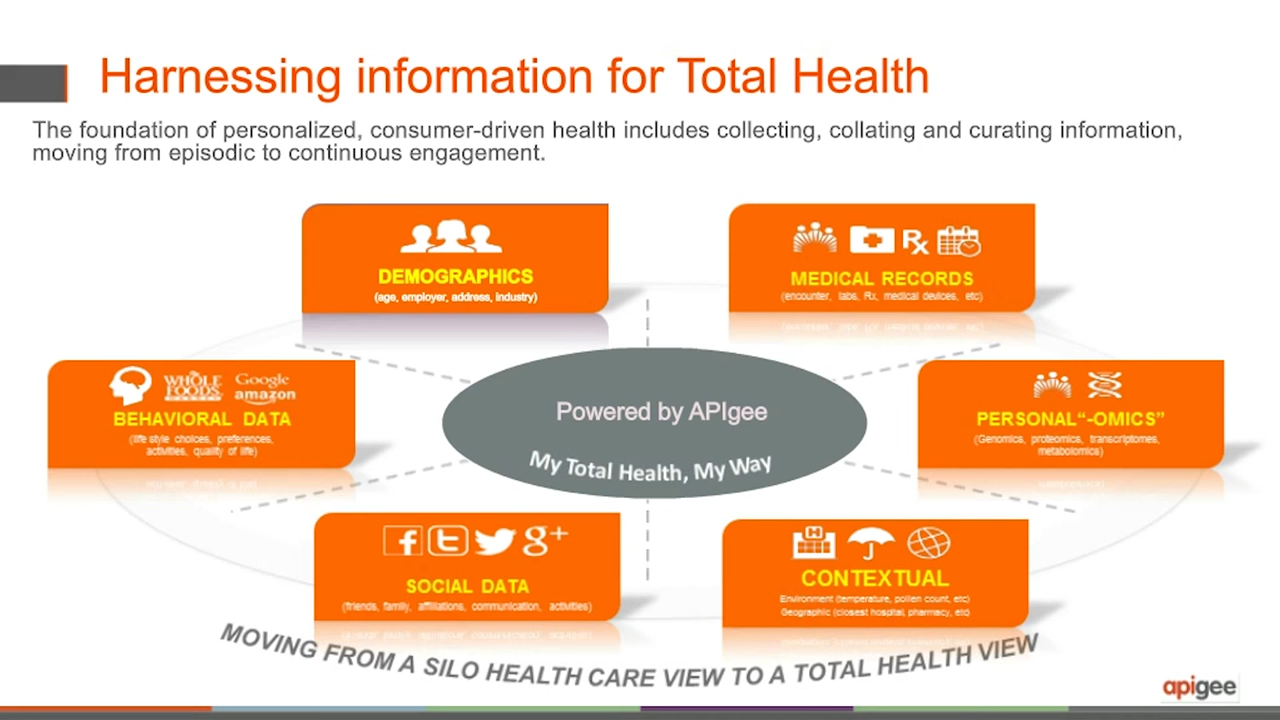 Harnessing information for Total Health
The foundation of personalized, consumer-driven health includes collecting, collating and curating information,
moving from episodic to continuous engagement.
DEMOGRAPHICS
(age, employer, address, industry)
Rx
MEDICAL RECORDS
(encounter, labs, Rx, medical devices, etc)
WHOLE
FOODS
MARKET
Google
amazon
BEHAVIORAL DATA
(life style choices, preferences,
activities, quality of life)
Powered by APIgee
My Total Health, My Way
PERSONAL“-OMICS”
(Genomics, proteomics, transcriptomes,
metabolomics)
f
t
g+
SOCIAL DATA
(friends, family, affiliations, communication, activities)
H
CONTEXTUAL
Environment (temperature, pollen count, etc)
Geographic (closest hospital, pharmacy, etc)
MOVING FROM A SILO HEALTH CARE VIEW TO A TOTAL HEALTH VIEW
apigee